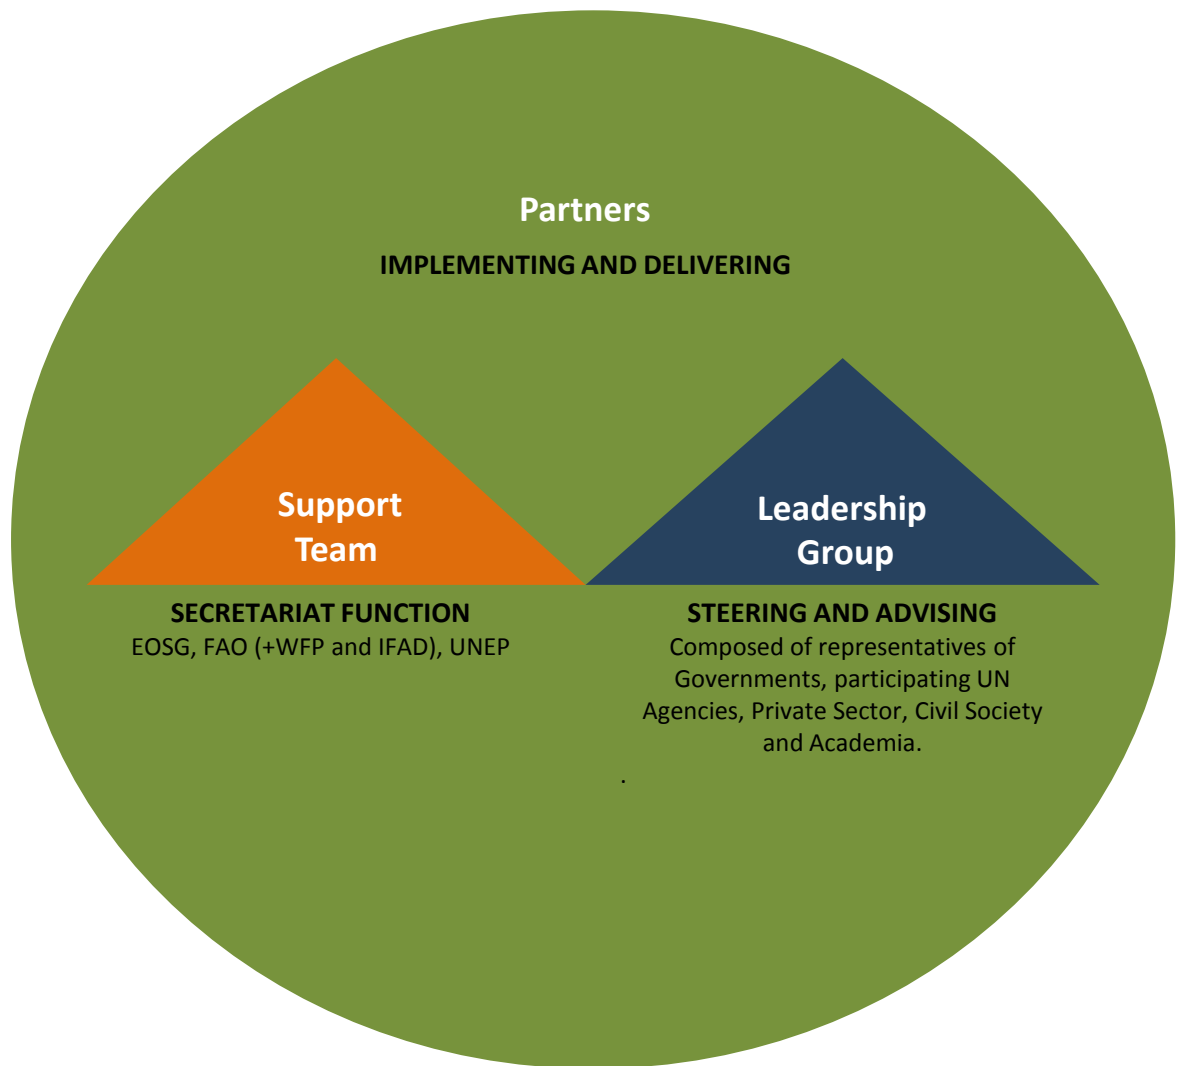 Partners
IMPLEMENTING AND DELIVERING
Support
Team
SECRETARIAT FUNCTION
EOSG, FAO (+WFP and IFAD), UNEP
Leadership
Group
STEERING AND ADVISING
Composed of representatives of
Governments, participating UN
Agencies, Private Sector, Civil Society
and Academia.
.